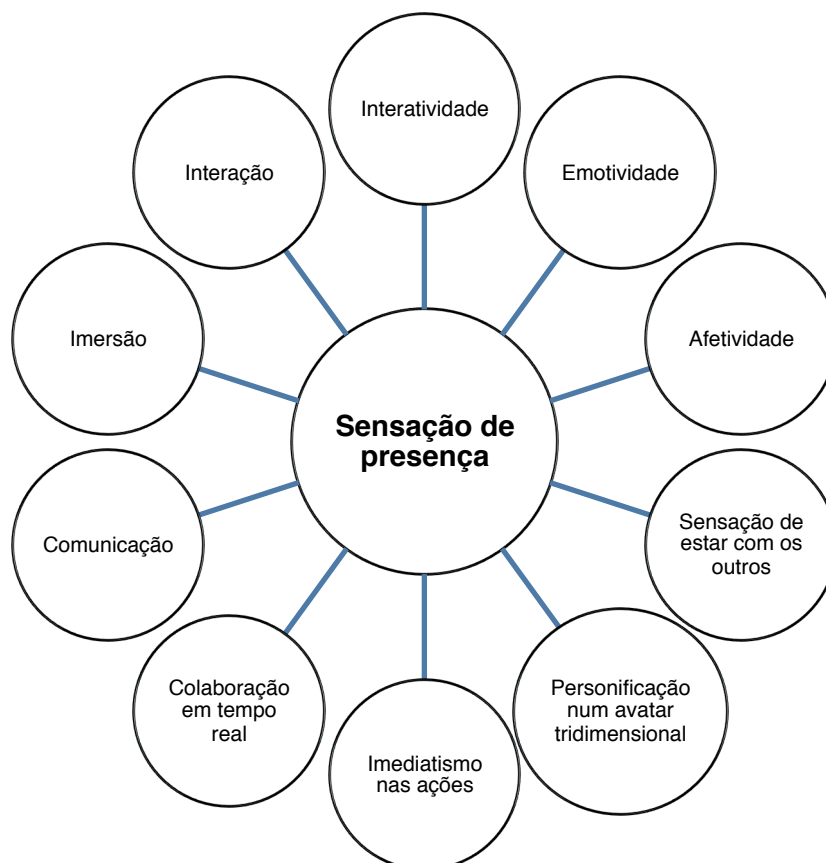 Interatividade
Emotividade
Afetividade
Sensação de
estar com os
outros
Personificação
num avatar
tridimensional
Imediatismo
nas ações
Colaboração
em tempo
real
Comunicação
Imersão
Interação
Sensação de
presença